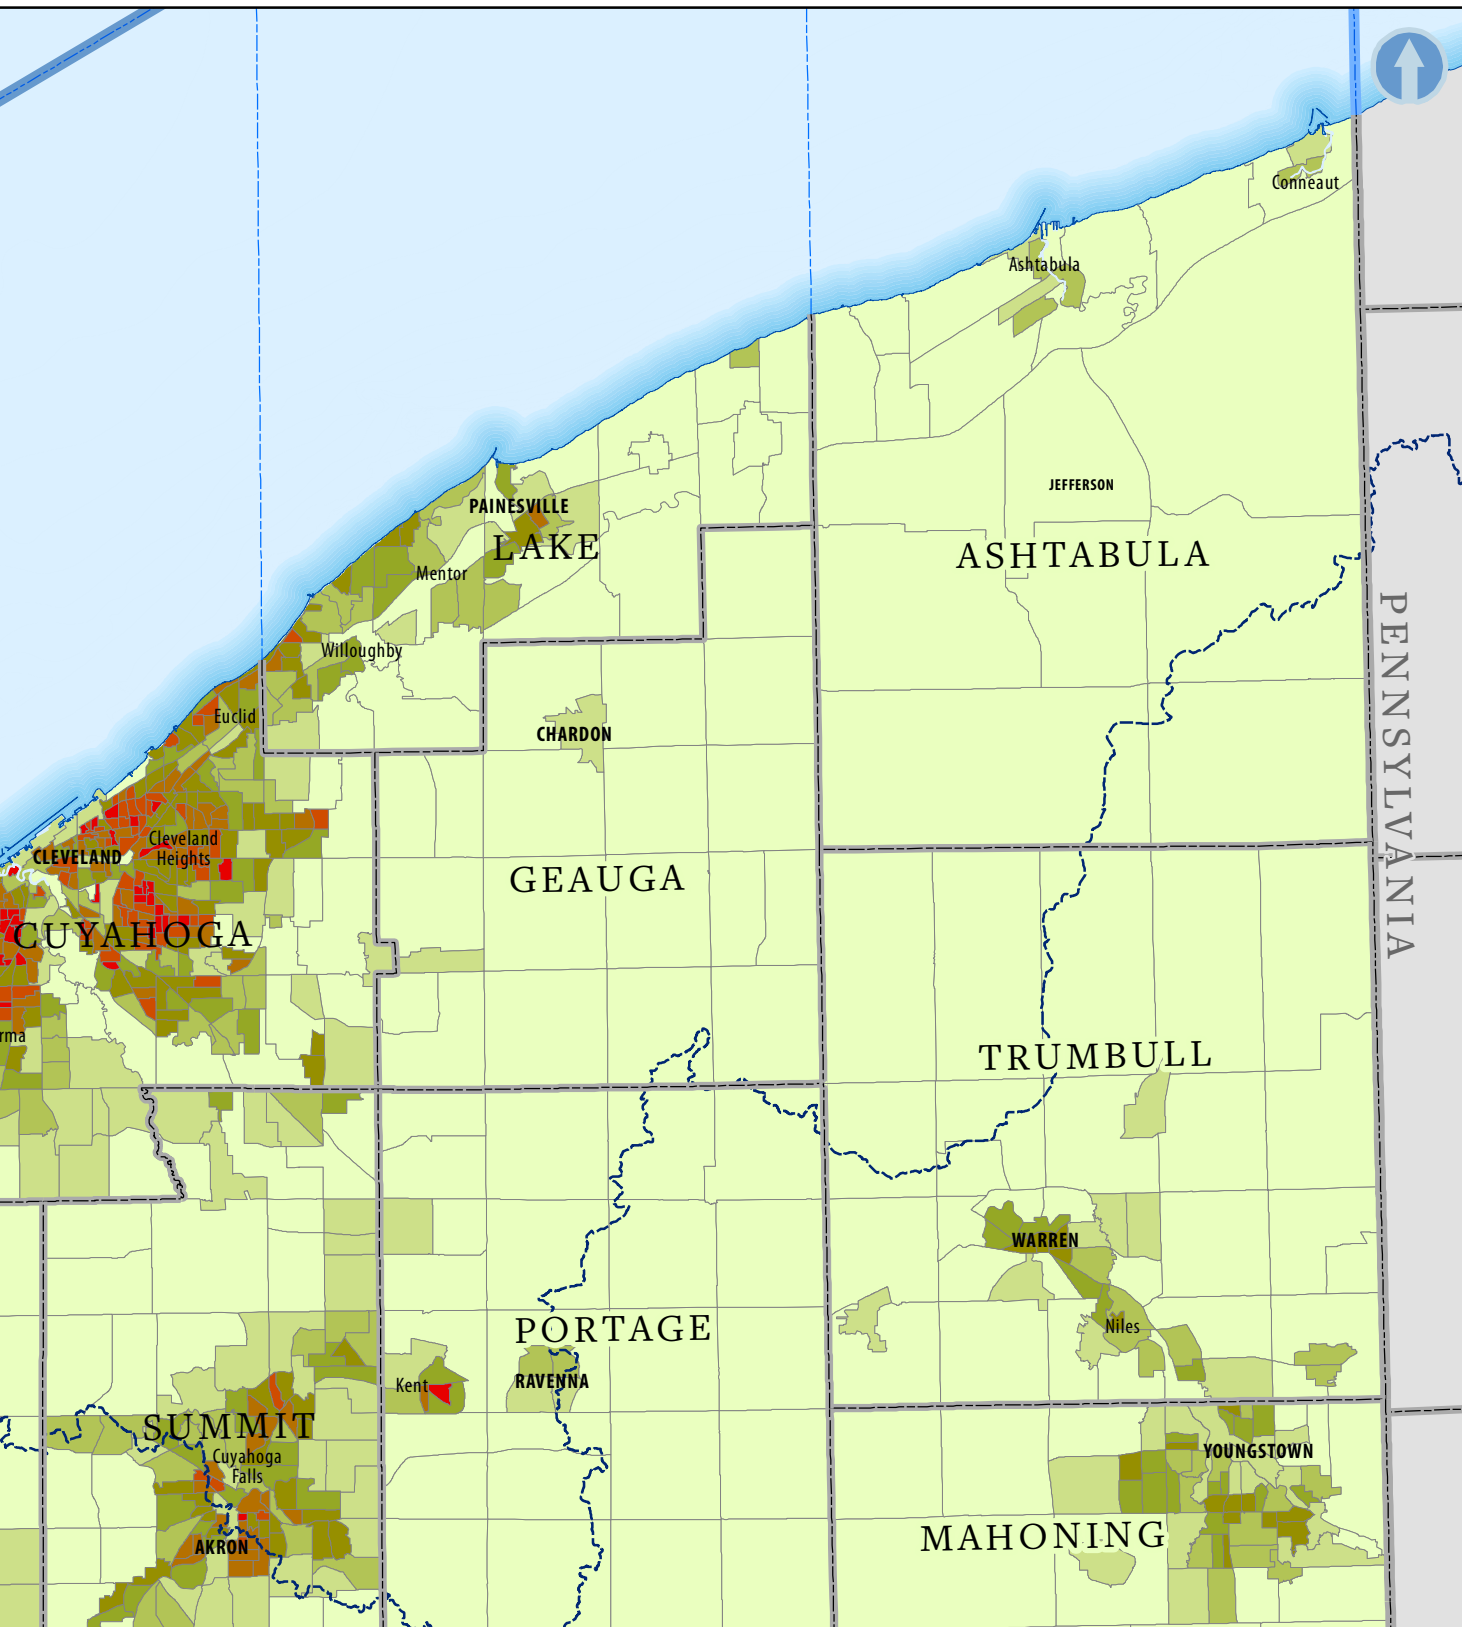 Conneaut
Ashtabula
JEFFERSON
PAINESVILLE
LAKE
ASHTABULA
Mentor
PENNSYLVANIA
Willoughby
Euclid
CHARDON
Cleveland
Heights
CLEVELAND
GEAUGA
CUYAHOGA
rma
TRUMBULL
WARREN
Niles
PORTAGE
Kent
RAVENNA
SUMMIT
Cuyahoga
Falls
YOUNGSTOWN
MAHONING
AKRON